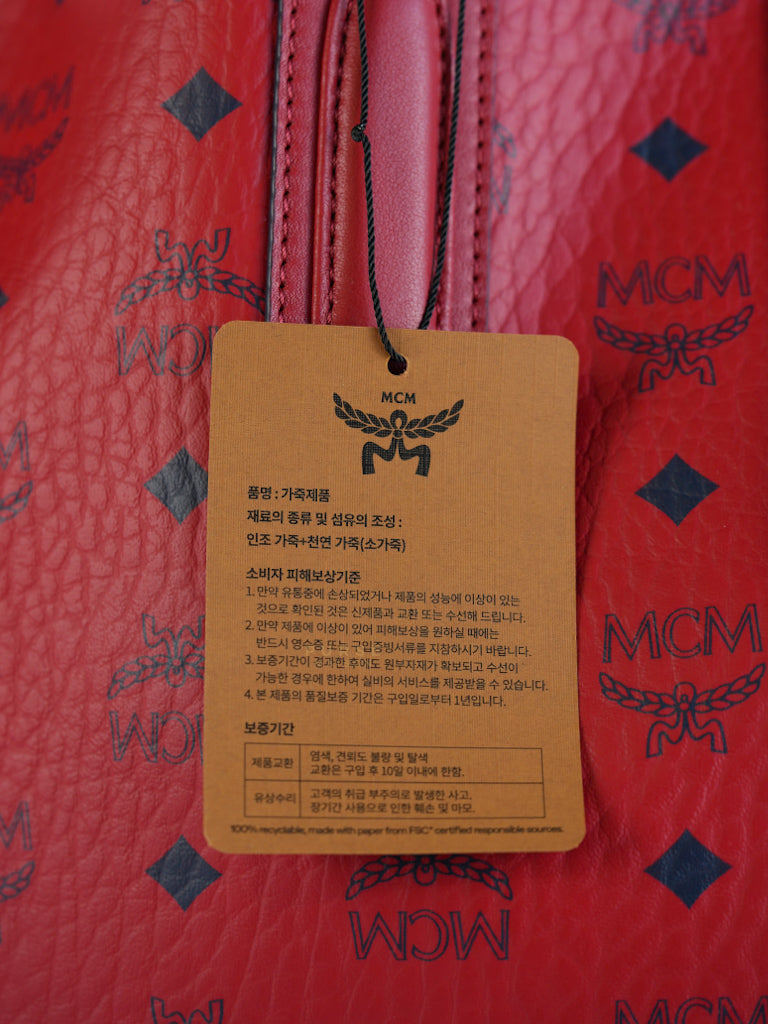 MCM
MCM
MCM
MCM
MCM
품명 : 가죽제품
재료의 종류 및 섬유의 조성 :
인조 가죽+천연 가죽(소가죽)
소비자 피해보상기준
1. 만약 유통중에 손상되었거나 제품의 성능에 이상이 있는
것으로 확인된 것은 신제품과 교환 또는 수선해 드립니다.
2. 만약 제품에 이상이 있어 피해보상을 원하실 때에는
반드시 영수증 또는 구입증빙서류를 지참하시기 바랍니다.
3. 보증기간이 경과한 후에도 원부자재가 확보되고 수선이
가능한 경우에 한하여 실비의 서비스를 제공받을 수 있습니다.
4. 본 제품의 품질보증 기간은 구입일로부터 1년입니다.
MCM
MCM
보증기간
제품교환 염색, 견뢰도 불량 및 탈색
교환은 구입 후 10일 이내에 한함.
유상수리 고객의 취급 부주의로 발생한 사고.
장기간 사용으로 인한 훼손 및 마모.
100% recyclable, made with paper from FSC® certified responsible sources.
MCM
MCM